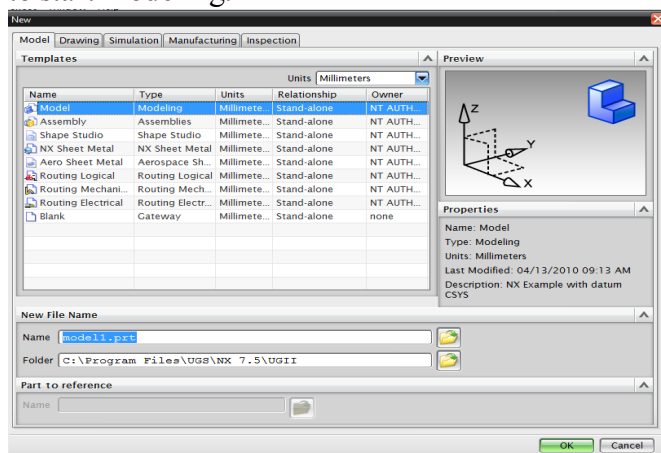 New
Model Drawing Simulation Manufacturing Inspection
Templates
Units Millimeters
Name Type Units Relationship Owner
Model Modeling Millimete... Stand-alone NT AUTH...
Assembly Assemblies Millimete... Stand-alone NT AUTH...
Shape Studio Shape Studio Millimete... Stand-alone NT AUTH...
NX Sheet Metal NX Sheet Metal Millimete... Stand-alone NT AUTH...
Aero Sheet Metal Aerospace Sh... Millimete... Stand-alone NT AUTH...
Routing Logical Routing Logical Millimete... Stand-alone NT AUTH...
Routing Mechani... Routing Mech... Millimete... Stand-alone NT AUTH...
Routing Electrical Routing Electr... Millimete... Stand-alone NT AUTH...
Blank Gateway Millimete... Stand-alone none
Preview
Z
Y
X
Properties
Name: Model
Type: Modeling
Units: Millimeters
Last Modified: 04/13/2010 09:13 AM
Description: NX Example with datum
CSYS
New File Name
Name model1.prt
Folder C:\Program Files\UGS\NX 7.5\UGII
Part to reference
Name
OK Cancel